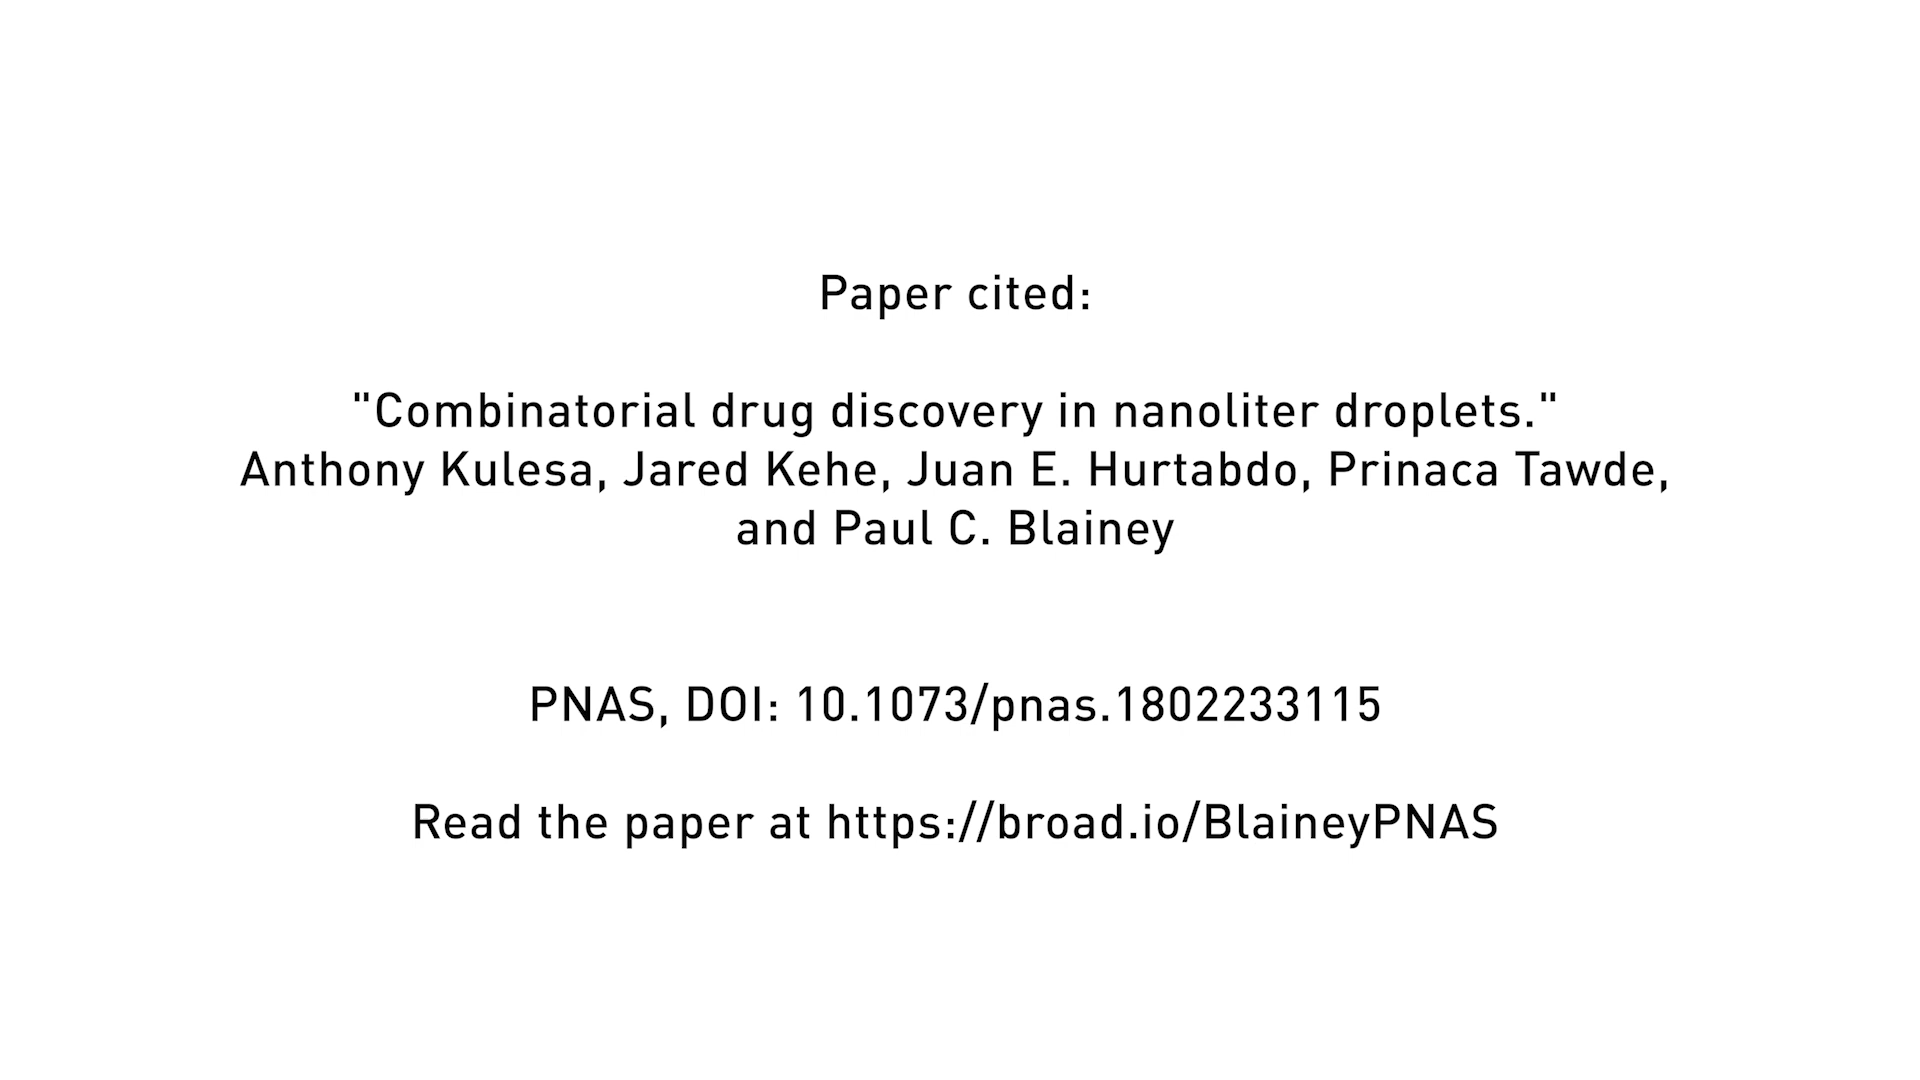 Paper cited:
"Combinatorial drug discovery in nanoliter droplets."
Anthony Kulesa, Jared Kehe, Juan E. Hurtabdo, Prinaca Tawde,
and Paul C. Blainey
PNAS, DOI: 10.1073/pnas.1802233115
Read the paper at https://broad.io/BlaineyPNAS